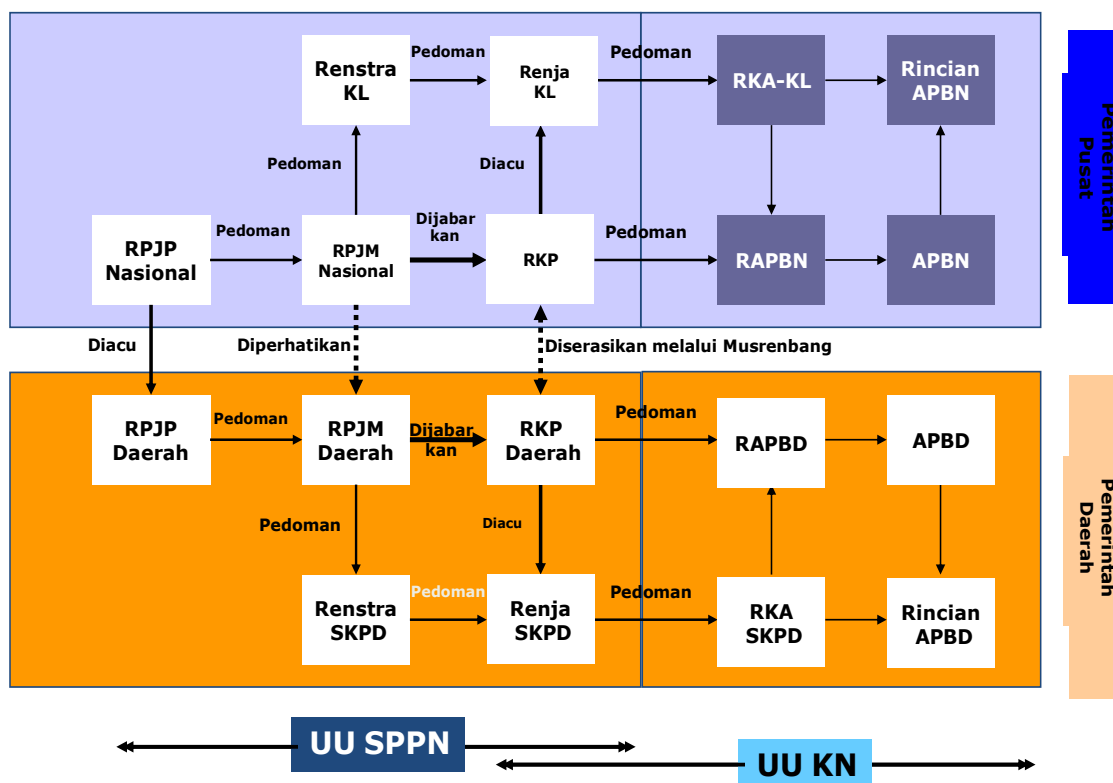 Pedoman
Pedoman
Renstra
KL
Renja
KL
RKA-KL
Rincian
APBN
Pedoman
Diacu
Pemerintan
Pusat
Pedoman
Dijabar
kan
Pedoman
RPJP
Nasional
RPJM
Nasional
RKP
RAPBN
APBN
Diacu
Diperhatikan
Diserasikan melalui Musrenbang
Pedoman
Dijabar
kan
Pedoman
RPJP
Daerah
RPJM
Daerah
RKP
Daerah
RAPBD
APBD
Pemerintah
Daerah
Pedoman
Diacu
Pedoman
Pedoman
Renstra
SKPD
Renja
SKPD
RKA
SKPD
Rincian
APBD
UU SPPN
UU KN